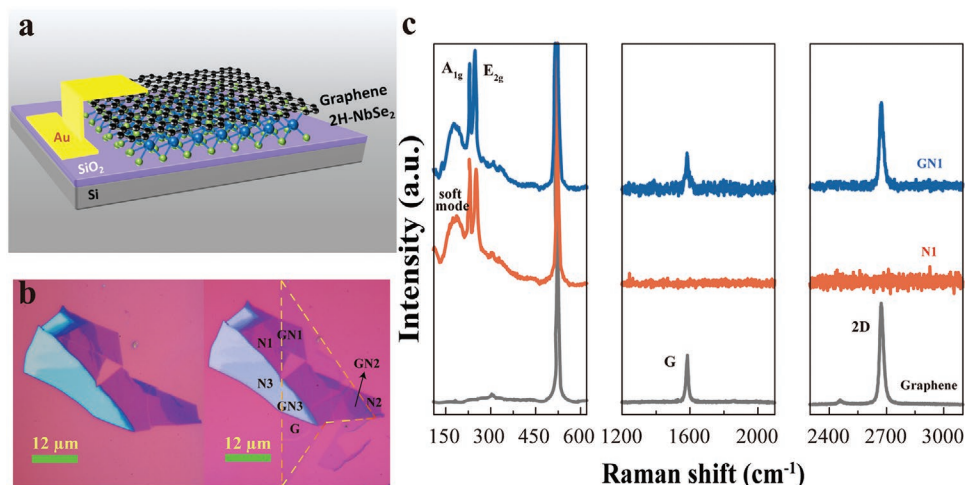 a
Graphene
2H-NbSe2
Au
SiO2
Si
b
N1
GN1
GN2
N3
N2
GN3
G
12 μm
12 μm
c
Intensity (a.u.)
A1g
E2g
soft
mode
GN1
N1
G
2D
Graphene
150 300 450 600 1200 1600 2000 2400 2700 3000
Raman shift (cm-1)